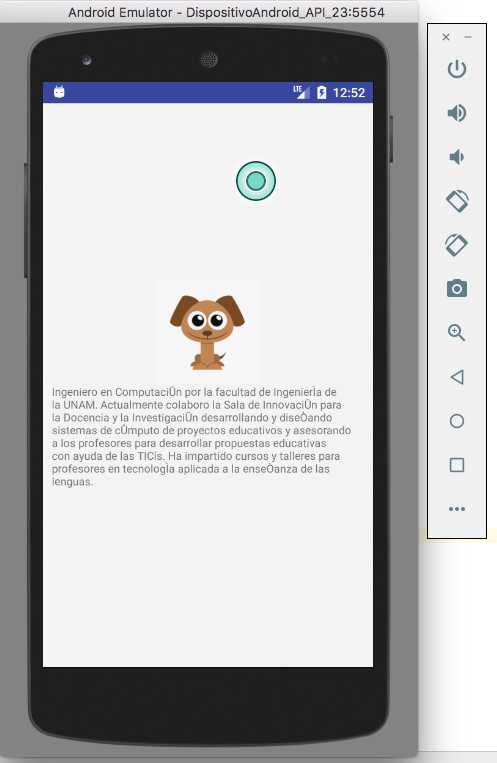 Android Emulator - DispositivoAndroid_API_23:5554
LTE 12:52
Ingeniero en ComputaciÛn por la facultad de IngenierÌa de
la UNAM. Actualmente colaboro la Sala de InnovaciÛn para
la Docencia y la InvestigaciÛn desarrollando y diseÒando
sistemas de cÛmputo de proyectos educativos y asesorando
a los profesores para desarrollar propuestas educativas
con ayuda de las TICís. Ha impartido cursos y talleres para
profesores en tecnologÌa aplicada a la enseÒanza de las
lenguas.